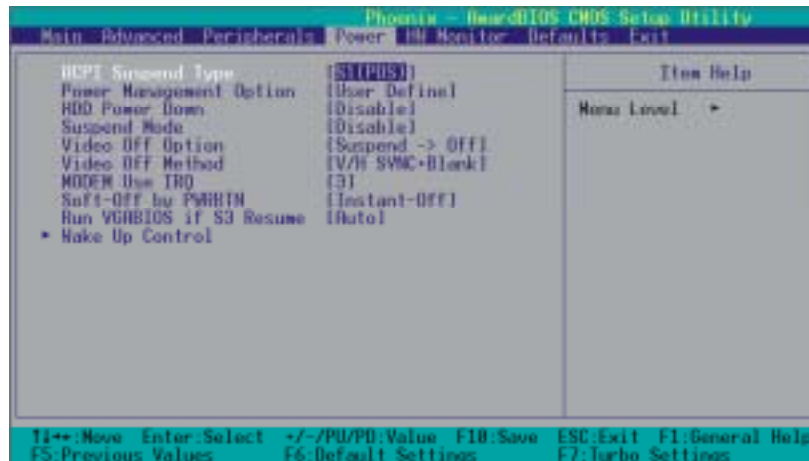 Phoenix - AwardBIOS CMOS Setup Utility
Main Advanced Peripherals Power HW Monitor Defaults Exit
ACPI Suspend Type [S1(POS)]
Power Management Option [User Define]
HDD Power Down [Disable]
Suspend Mode [Disable]
Video Off Option [Suspend -> Off]
Video Off Method [V/H SYNC+Blank]
MODEM Use IRQ [3]
Soft-Off by PWRBTN [Instant-Off]
Run VGABIOS if S3 Resume [Auto]
► Wake Up Control
Item Help
Menu Level ►
↑↓→←:Move Enter:Select +/-/PU/PD:Value F10:Save ESC:Exit F1:General Help
F5:Previous Values F6:Default Settings F7:Turbo Settings